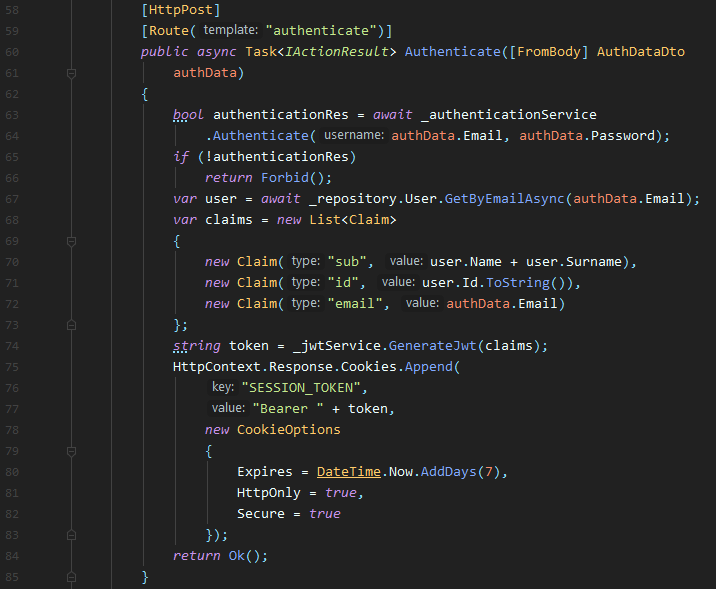 58 [HttpPost]
59 [Route( template: "authenticate")]
60 public async Task<IActionResult> Authenticate([FromBody] AuthDataDto
61 authData)
62 {
63 bool authenticationRes = await _authenticationService
64 .Authenticate( username: authData.Email, authData.Password);
65 if (!authenticationRes)
66 return Forbid();
67 var user = await _repository.User.GetByEmailAsync(authData.Email);
68 var claims = new List<Claim>
69 {
70 new Claim( type: "sub", value: user.Name + user.Surname),
71 new Claim( type: "id", value: user.Id.ToString()),
72 new Claim( type: "email", value: authData.Email)
73 };
74 string token = _jwtService.GenerateJwt(claims);
75 HttpContext.Response.Cookies.Append(
76 key: "SESSION_TOKEN",
77 value: "Bearer " + token,
78 new CookieOptions
79 {
80 Expires = DateTime.Now.AddDays(7),
81 HttpOnly = true,
82 Secure = true
83 });
84 return Ok();
85 }